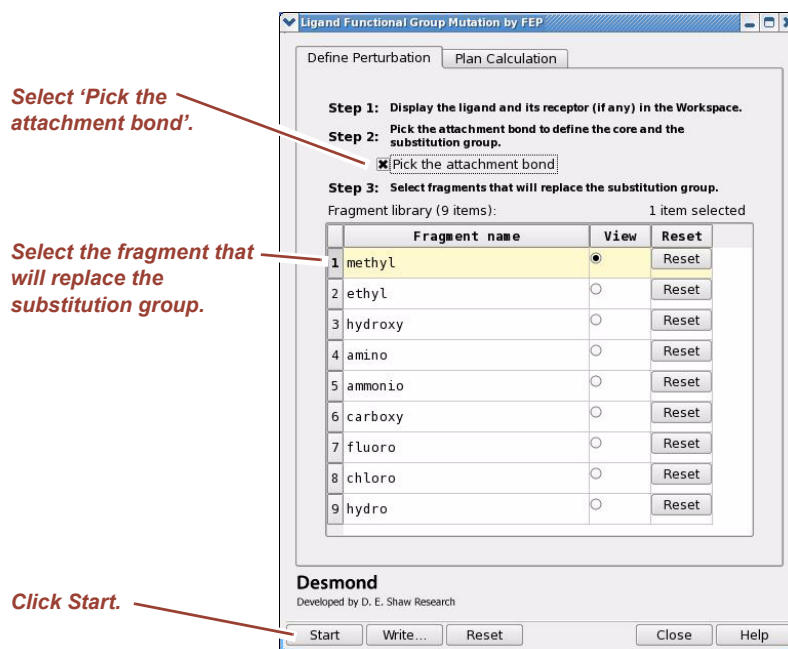 Ligand Functional Group Mutation by FEP
Define Perturbation
Plan Calculation
Select 'Pick the
attachment bond'.
Step 1: Display the ligand and its receptor (if any) in the Workspace.
Step 2: Pick the attachment bond to define the core and the
substitution group.
Pick the attachment bond
Step 3: Select fragments that will replace the substitution group.
Fragment library (9 items): 1 item selected
Fragment name View Reset
Select the fragment that
will replace the
substitution group.
1 methyl Reset
2 ethyl Reset
3 hydroxy Reset
4 amino Reset
5 ammonio Reset
6 carboxy Reset
7 fluoro Reset
8 chloro Reset
9 hydro Reset
Desmond
Developed by D. E. Shaw Research
Click Start.
Start Write... Reset Close Help